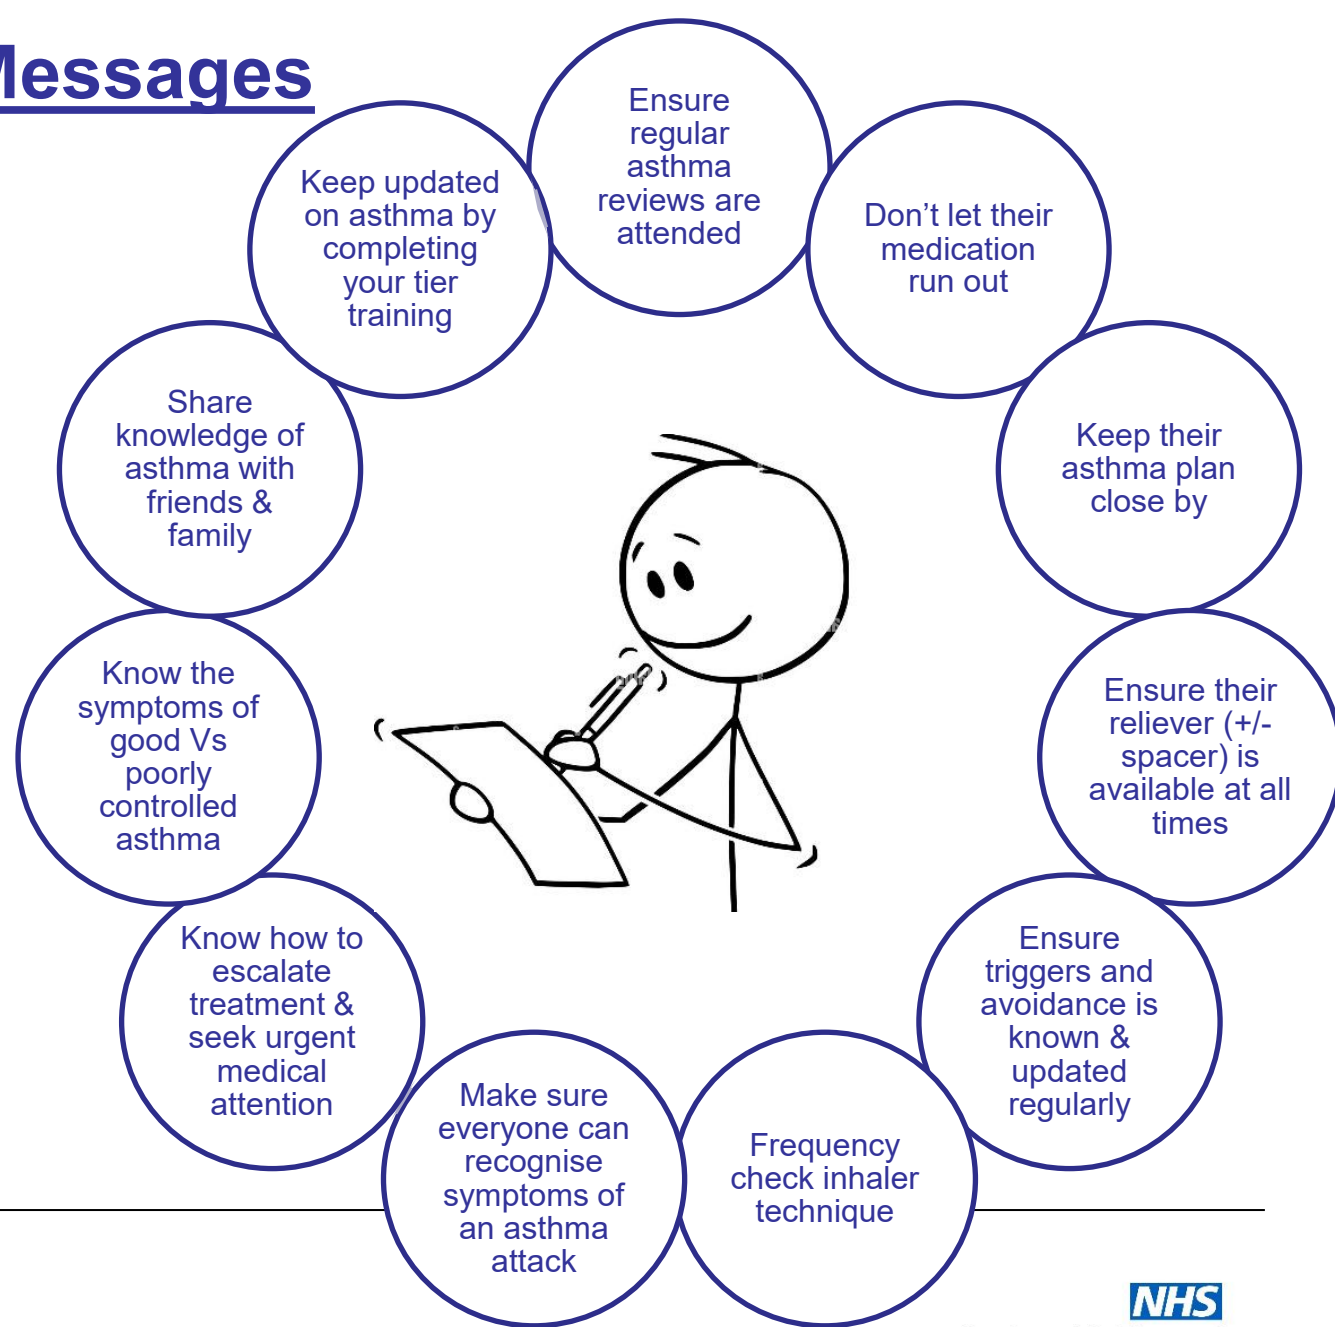 Messages
Ensure
regular
asthma
reviews are
attended
Don’t let their
medication
run out
Keep their
asthma plan
close by
Ensure their
reliever (+/-
spacer) is
available at all
times
Ensure
triggers and
avoidance is
known &
updated
regularly
Frequency
check inhaler
technique
Make sure
everyone can
recognise
symptoms of
an asthma
attack
Know how to
escalate
treatment &
seek urgent
medical
attention
Know the
symptoms of
good Vs
poorly
controlled
asthma
Share
knowledge of
asthma with
friends &
family
Keep updated
on asthma by
completing
your tier
training
NHS